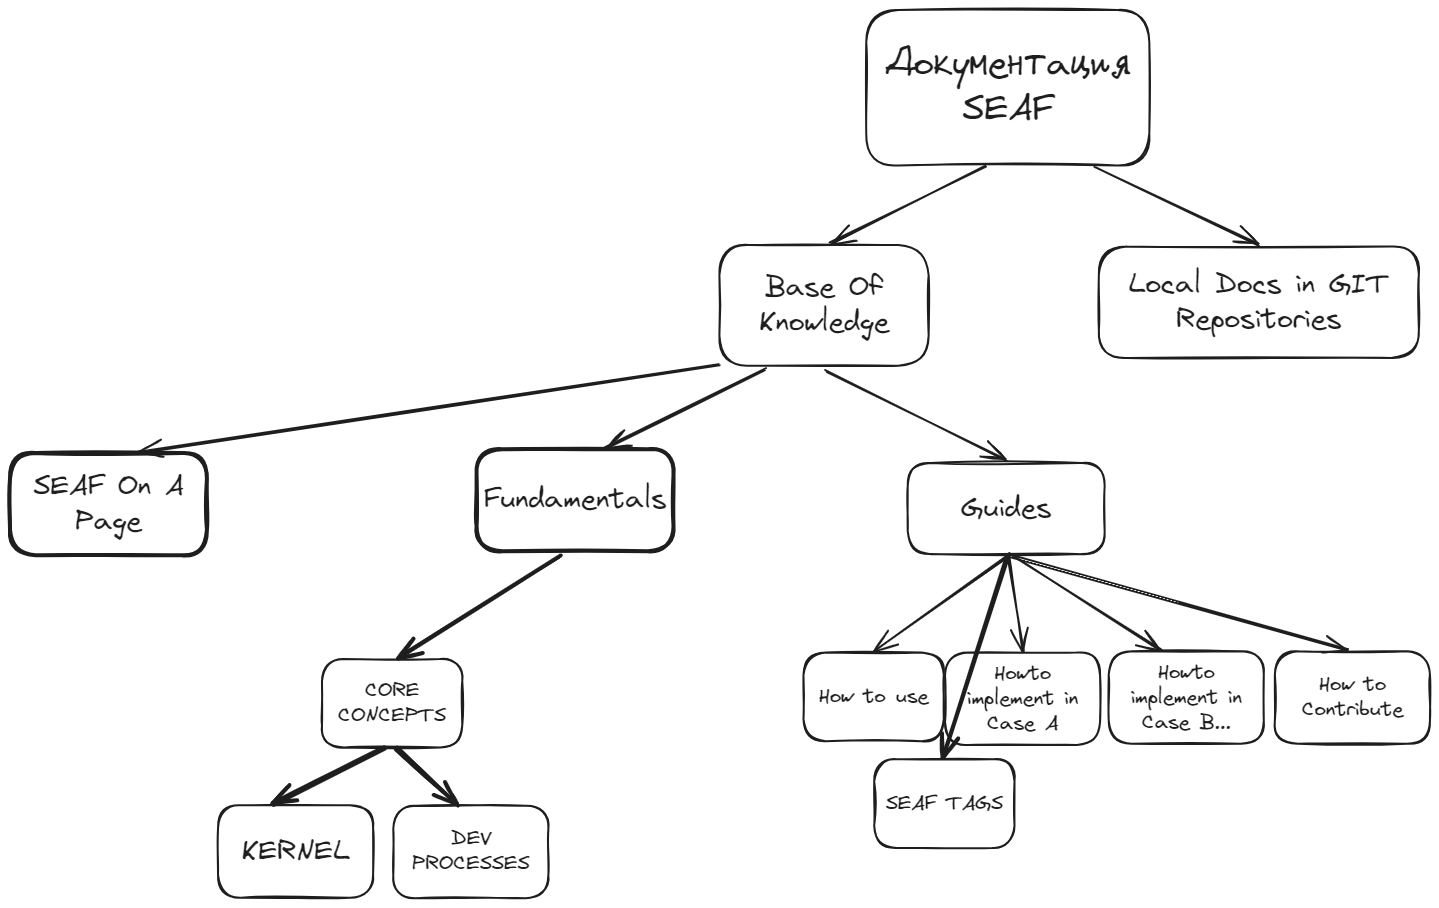 Документация
SEAF
Base Of
Knowledge
Local Docs in GIT
Repositories
SEAF On A
Page
Fundamentals
Guides
CORE
CONCEPTS
How to use
Howto
implement in
Case A
Howto
implement in
Case B...
How to
Contribute
SEAF TAGS
KERNEL
DEV
PROCESSES